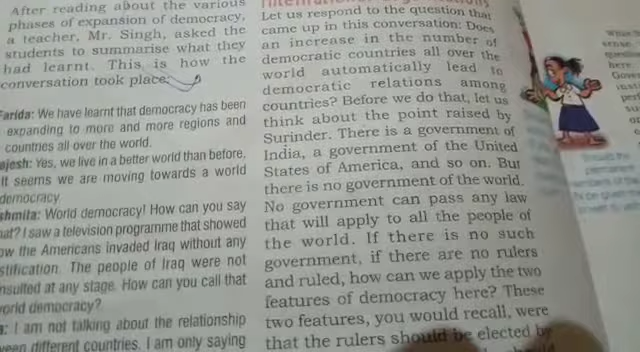 After reading about the various
phases of expansion of democracy,
a teacher, Mr. Singh, asked the
students to summarise what they
had learnt. This is how the
conversation took place:
Farida: We have learnt that democracy has been
expanding to more and more regions and
countries all over the world.
ajesh: Yes, we live in a better world than before.
It seems we are moving towards a world
democracy
shmita: World democracy! How can you say
hat? I saw a television programme that showed
ow the Americans invaded Iraq without any
stification. The people of Iraq were not
nsulted at any stage. How can you call that
orld democracy?
a: I am not talking about the relationship
ween different countries. I am only saying
Let us respond to the question that
came up in this conversation: Does
an increase in the number of
democratic countries all over the
world automatically lead to
democratic relations among
countries? Before we do that, let us
think about the point raised by
Surinder. There is a government of
India, a government of the United
States of America, and so on. But
there is no government of the world.
No government can pass any law
that will apply to all the people of
the world. If there is no such
government, if there are no rulers
and ruled, how can we apply the two
features of democracy here? These
two features, you would recall, were
that the rulers should be elected by
sense
here